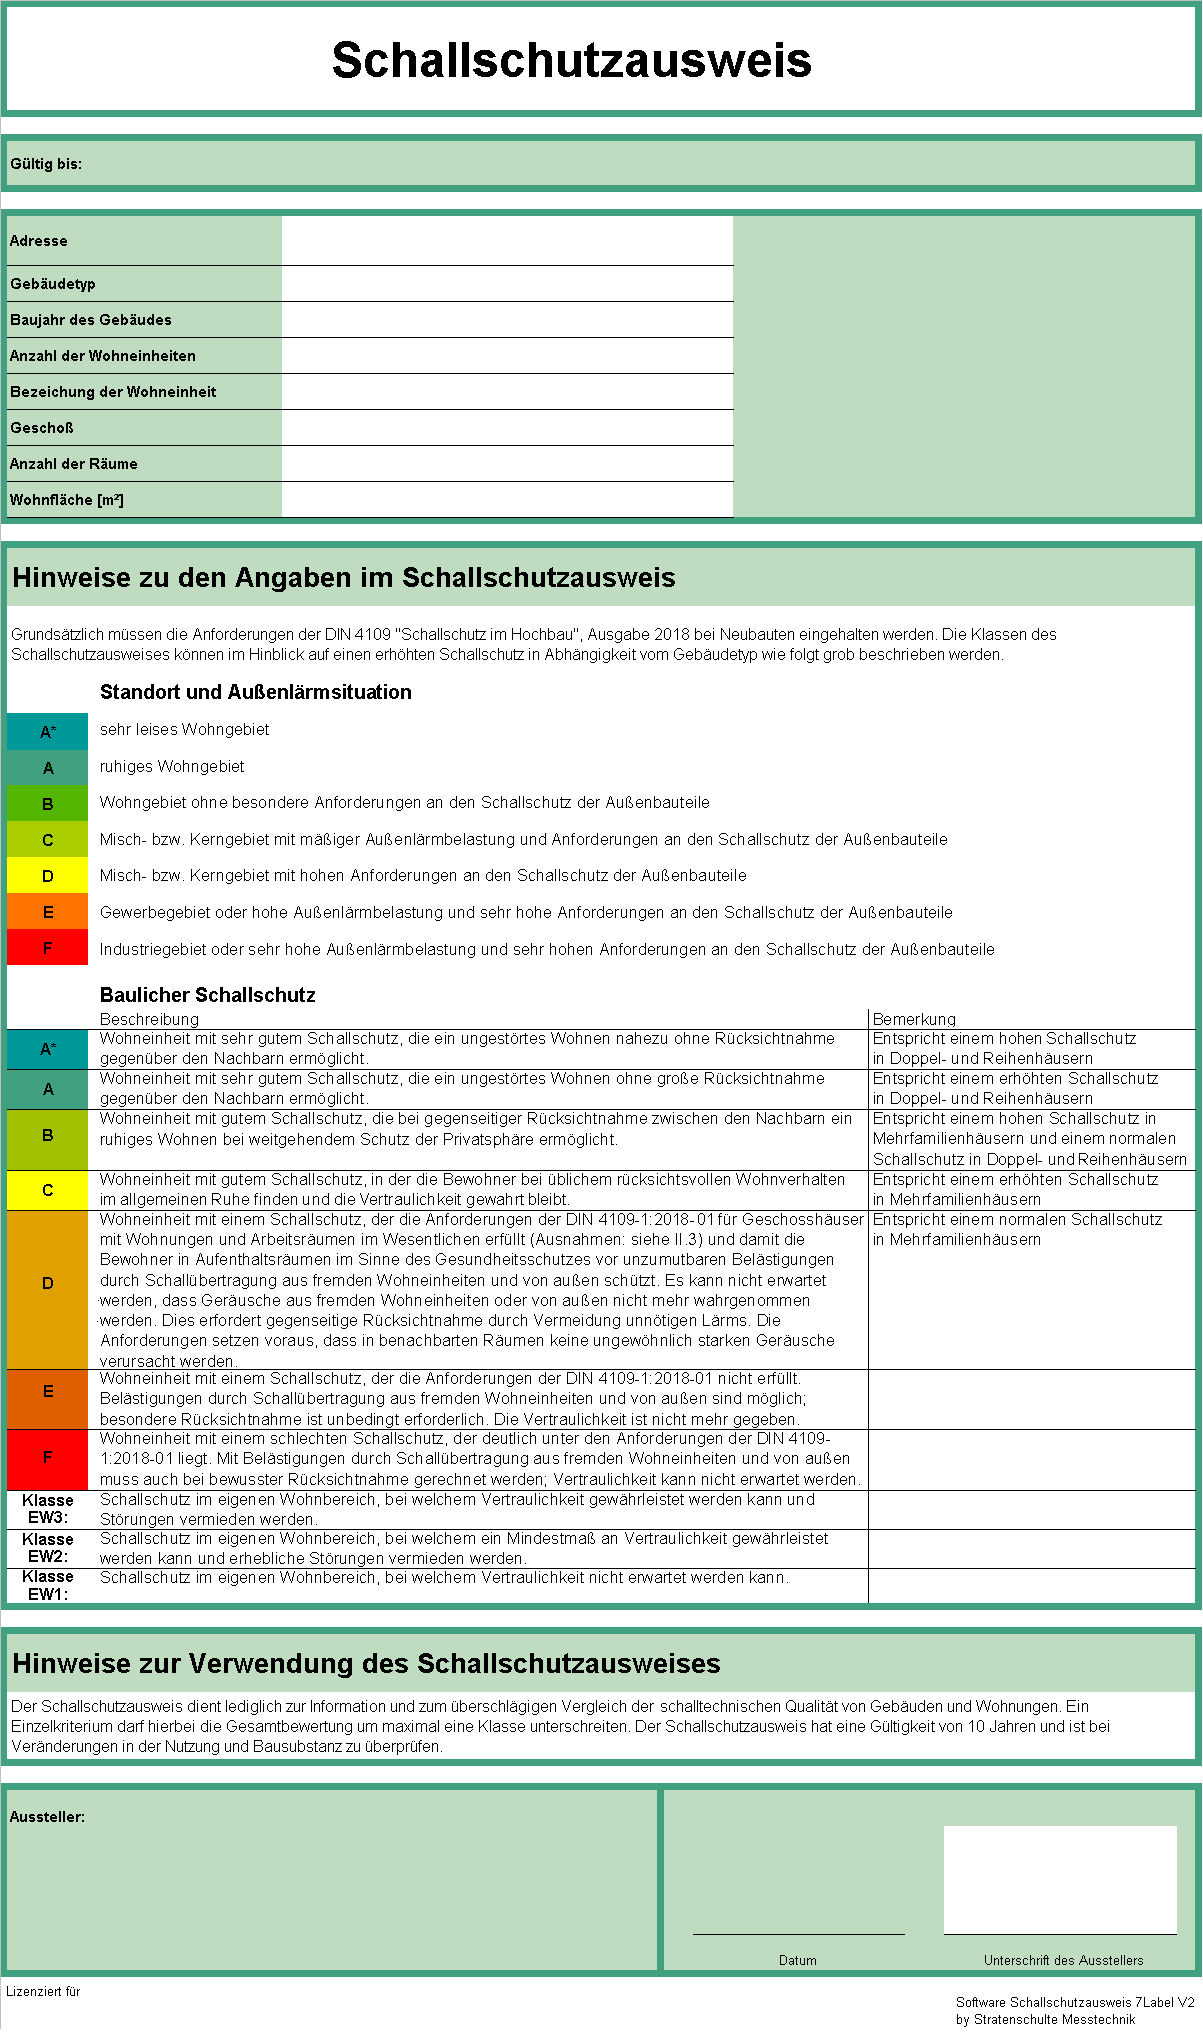 Schallschutzausweis
Gültig bis:
Adresse
Gebäudetyp
Baujahr des Gebäudes
Anzahl der Wohneinheiten
Bezeichung der Wohneinheit
Geschoß
Anzahl der Räume
Wohnfläche [m²]
Hinweise zu den Angaben im Schallschutzausweis
Grundsätzlich müssen die Anforderungen der DIN 4109 "Schallschutz im Hochbau", Ausgabe 2018 bei Neubauten eingehalten werden. Die Klassen des
Schallschutzausweises können im Hinblick auf einen erhöhten Schallschutz in Abhängigkeit vom Gebäudetyp wie folgt grob beschrieben werden.
Standort und Außenlärmsituation
A* sehr leises Wohngebiet
A ruhiges Wohngebiet
B Wohngebiet ohne besondere Anforderungen an den Schallschutz der Außenbauteile
C Misch- bzw. Kerngebiet mit mäßiger Außenlärmbelastung und Anforderungen an den Schallschutz der Außenbauteile
D Misch- bzw. Kerngebiet mit hohen Anforderungen an den Schallschutz der Außenbauteile
E Gewerbegebiet oder hohe Außenlärmbelastung und sehr hohe Anforderungen an den Schallschutz der Außenbauteile
F Industriegebiet oder sehr hohe Außenlärmbelastung und sehr hohen Anforderungen an den Schallschutz der Außenbauteile
Baulicher Schallschutz
Beschreibung
Bemerkung
A*
Wohneinheit mit sehr gutem Schallschutz, die ein ungestörtes Wohnen nahezu ohne Rücksichtnahme
gegenüber den Nachbarn ermöglicht.
Entspricht einem hohen Schallschutz
in Doppel- und Reihenhäusern
A
Wohneinheit mit sehr gutem Schallschutz, die ein ungestörtes Wohnen ohne große Rücksichtnahme
gegenüber den Nachbarn ermöglicht.
Entspricht einem erhöhten Schallschutz
in Doppel- und Reihenhäusern
B
Wohneinheit mit gutem Schallschutz, die bei gegenseitiger Rücksichtnahme zwischen den Nachbarn ein
ruhiges Wohnen bei weitgehendem Schutz der Privatsphäre ermöglicht.
Entspricht einem hohen Schallschutz in
Mehrfamilienhäusern und einem normalen
Schallschutz in Doppel- und Reihenhäusern
C
Wohneinheit mit gutem Schallschutz, in der die Bewohner bei üblichem rücksichtsvollen Wohnverhalten
im allgemeinen Ruhe finden und die Vertraulichkeit gewahrt bleibt.
Entspricht einem erhöhten Schallschutz
in Mehrfamilienhäusern
D
Wohneinheit mit einem Schallschutz, der die Anforderungen der DIN 4109-1:2018-01 für Geschosshäuser
mit Wohnungen und Arbeitsräumen im Wesentlichen erfüllt (Ausnahmen: siehe II.3) und damit die
Bewohner in Aufenthaltsräumen im Sinne des Gesundheitsschutzes vor unzumutbaren Belästigungen
durch Schallübertragung aus fremden Wohneinheiten und von außen schützt. Es kann nicht erwartet
werden, dass Geräusche aus fremden Wohneinheiten oder von außen nicht mehr wahrgenommen
werden. Dies erfordert gegenseitige Rücksichtnahme durch Vermeidung unnötigen Lärms. Die
Anforderungen setzen voraus, dass in benachbarten Räumen keine ungewöhnlich starken Geräusche
verursacht werden.
Entspricht einem normalen Schallschutz
in Mehrfamilienhäusern
E
Wohneinheit mit einem Schallschutz, der die Anforderungen der DIN 4109-1:2018-01 nicht erfüllt.
Belästigungen durch Schallübertragung aus fremden Wohneinheiten und von außen sind möglich;
besondere Rücksichtnahme ist unbedingt erforderlich. Die Vertraulichkeit ist nicht mehr gegeben.
F
Wohneinheit mit einem schlechten Schallschutz, der deutlich unter den Anforderungen der DIN 4109-
1:2018-01 liegt. Mit Belästigungen durch Schallübertragung aus fremden Wohneinheiten und von außen
muss auch bei bewusster Rücksichtnahme gerechnet werden; Vertraulichkeit kann nicht erwartet werden.
Klasse
EW3:
Schallschutz im eigenen Wohnbereich, bei welchem Vertraulichkeit gewährleistet werden kann und
Störungen vermieden werden.
Klasse
EW2:
Schallschutz im eigenen Wohnbereich, bei welchem ein Mindestmaß an Vertraulichkeit gewährleistet
werden kann und erhebliche Störungen vermieden werden.
Klasse
EW1:
Schallschutz im eigenen Wohnbereich, bei welchem Vertraulichkeit nicht erwartet werden kann.
Hinweise zur Verwendung des Schallschutzausweises
Der Schallschutzausweis dient lediglich zur Information und zum überschlägigen Vergleich der schalltechnischen Qualität von Gebäuden und Wohnungen. Ein
Einzelkriterium darf hierbei die Gesamtbewertung um maximal eine Klasse unterschreiten. Der Schallschutzausweis hat eine Gültigkeit von 10 Jahren und ist bei
Veränderungen in der Nutzung und Bausubstanz zu überprüfen.
Aussteller:
Datum
Unterschrift des Ausstellers
Lizenziert für
Software Schallschutzausweis 7Label V2
by Stratenschulte Messtechnik